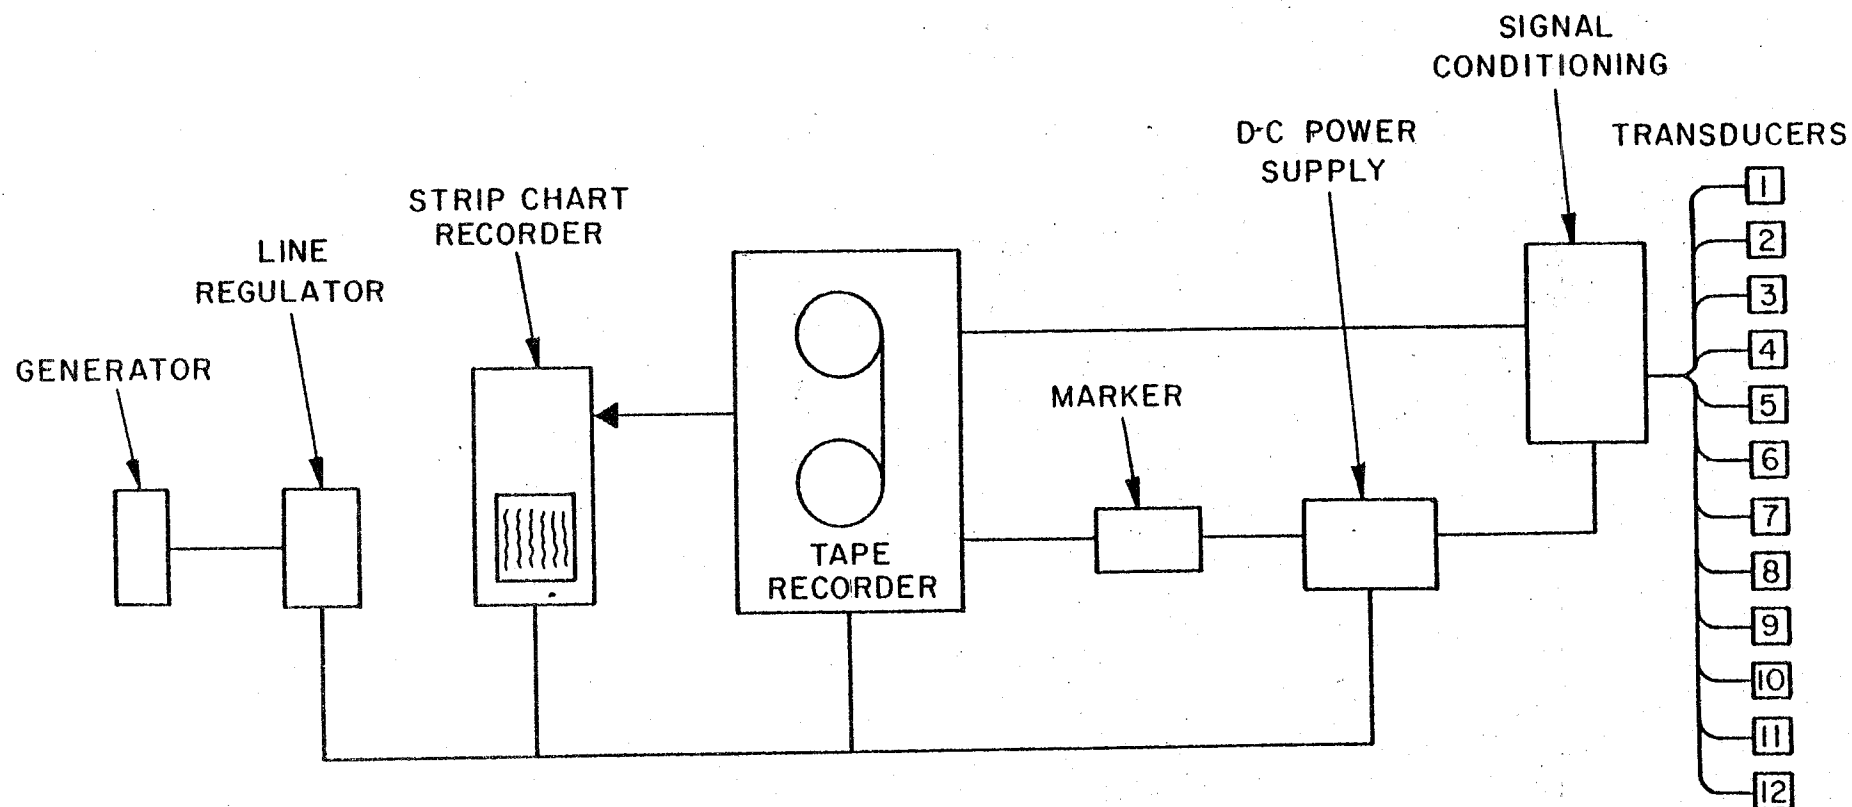 SIGNAL
CONDITIONING
D-C POWER
SUPPLY
TRANSDUCERS
STRIP CHART
RECORDER
LINE
REGULATOR
GENERATOR
MARKER
TAPE
RECORDER
1
2
3
4
5
6
7
8
9
10
11
12